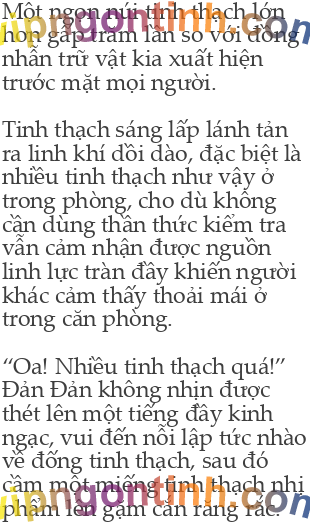 Một ngọn núi tinh thạch lớn
hơn gấp trăm lần so với đống
nhẫn trữ vật kia xuất hiện
trước mặt mọi người.
Tinh thạch sáng lấp lánh tản
ra linh khí dồi dào, đặc biệt là
nhiều tinh thạch như vậy ở
trong phòng, cho dù không
cần dùng thần thức kiểm tra
vẫn cảm nhận được nguồn
linh lực tràn đầy khiến người
khác cảm thấy thoải mái ở
trong căn phòng.
“Oa! Nhiều tinh thạch quá!”
Đản Đản không nhịn được
thét lên một tiếng đầy kinh
ngạc, vui đến nỗi lập tức nhào
về đống tinh thạch, sau đó
cầm một miếng tinh thạch nhị
phẩm lên gặm cắn răng rắc.
vipngontinh.com